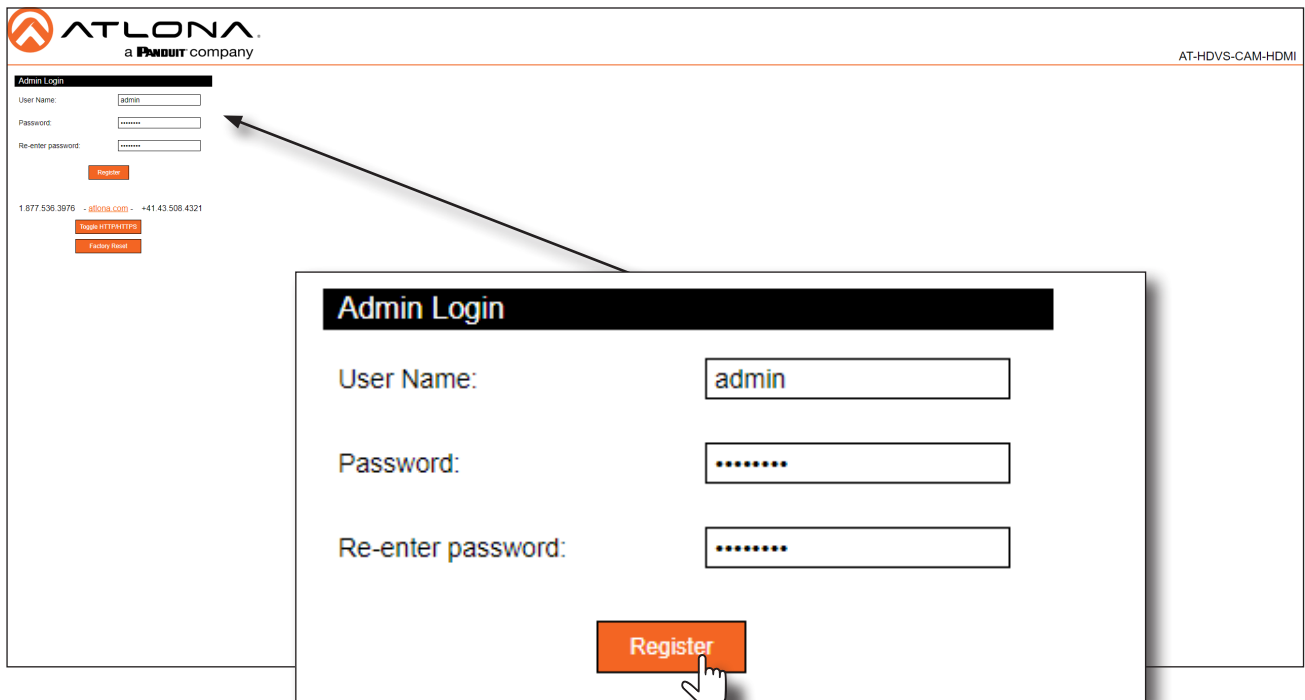 ATLONA.
a PANDUIT company
AT-HDVS-CAM-HDMI
Admin Login
User Name: admin
Password: ••••••••
Re-enter password: ••••••••
Register
1.877.536.3976 - atlona.com - +41.43.508.4321
Toggle HTTP/HTTPS
Factory Reset
Admin Login
User Name: admin
Password: ••••••••
Re-enter password: ••••••••
Register